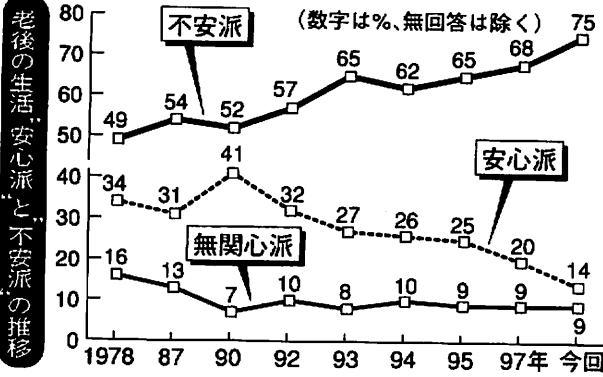 老後の生活“安心派”と“不安派”の推移
(数字は%、無回答は除く)
80
70
60
50
40
30
20
10
0
不安派
49 54 52 57 65 62 65 68 75
安心派
34 31 41 32 27 26 25 20 14
無関心派
16 13 7 10 8 10 9 9 9
1978 87 90 92 93 94 95 97年 今回